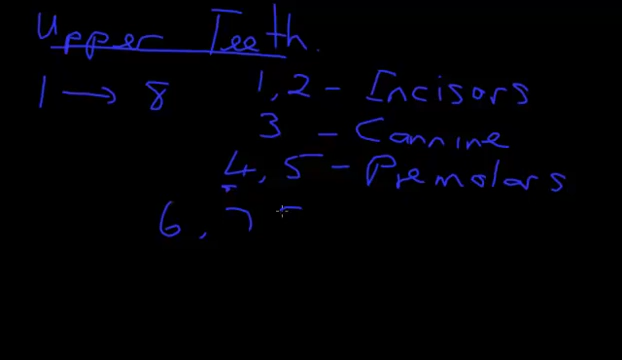 Upper Teeth.
1 → 8 1, 2 - Incisors
3 - Cannine
4, 5 - Premolars
6, 7